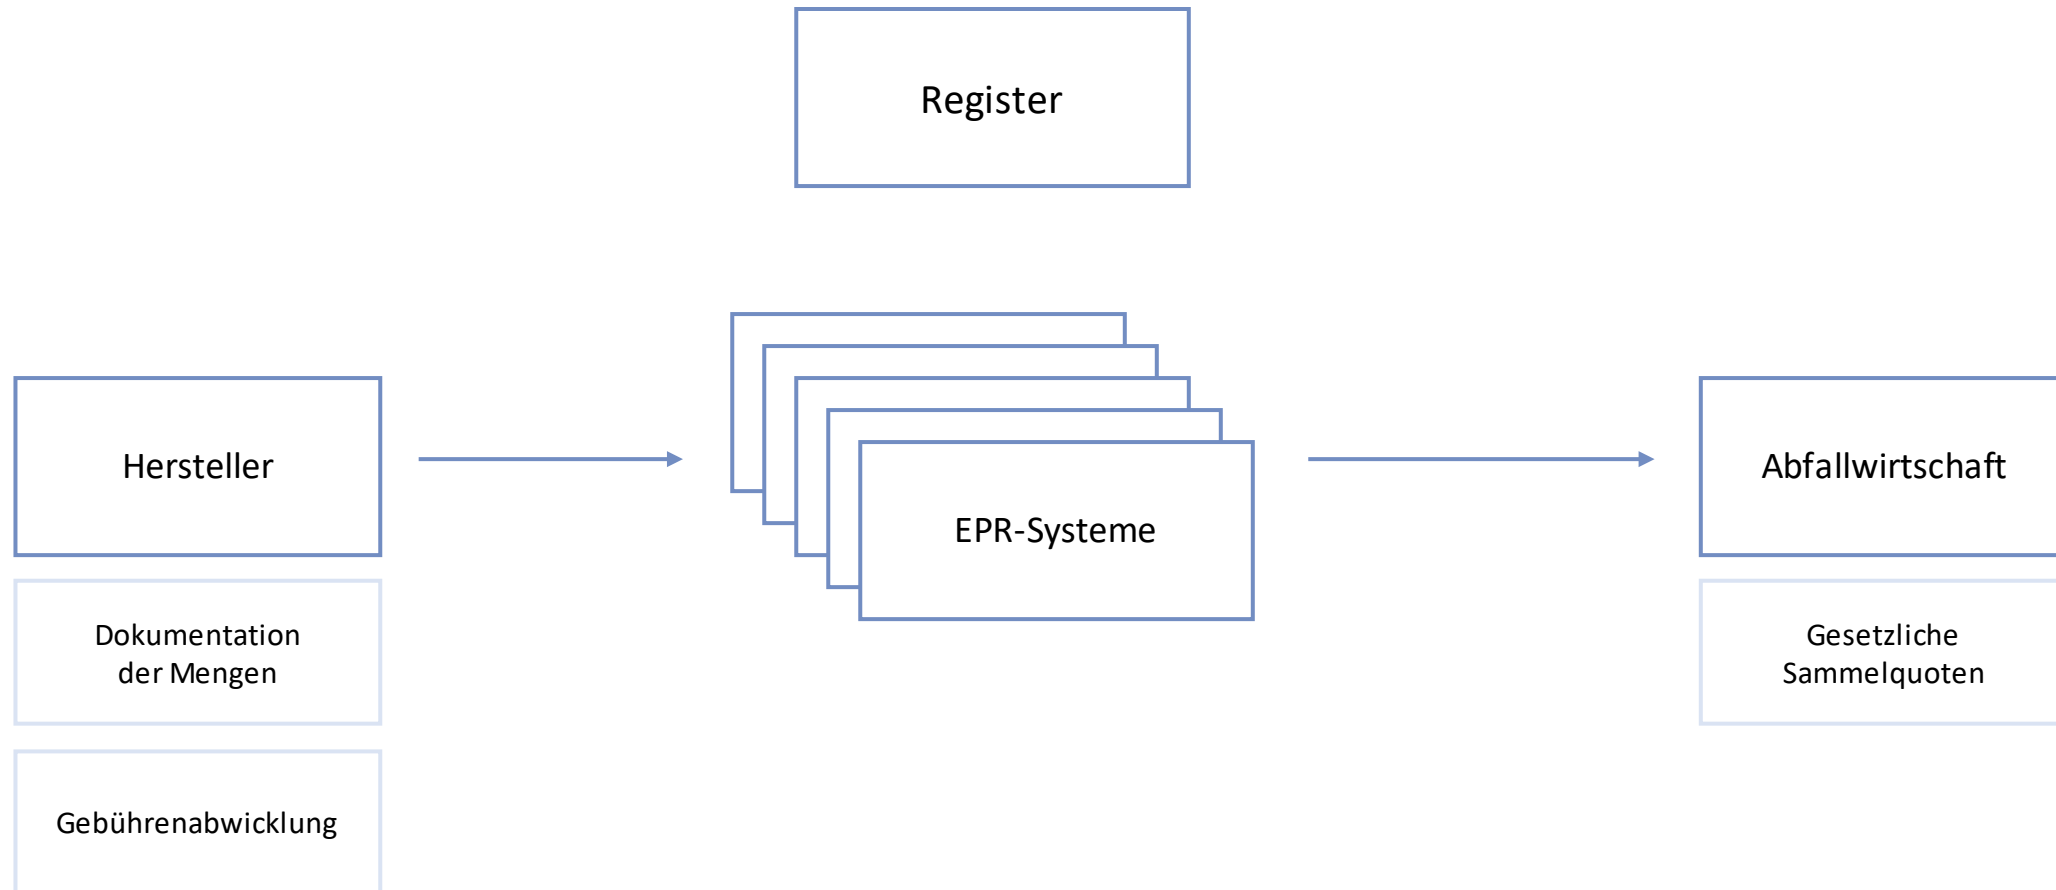 Register
Hersteller
EPR-Systeme
Abfallwirtschaft
Dokumentation
der Mengen
Gesetzliche
Sammelquoten
Gebührenabwicklung